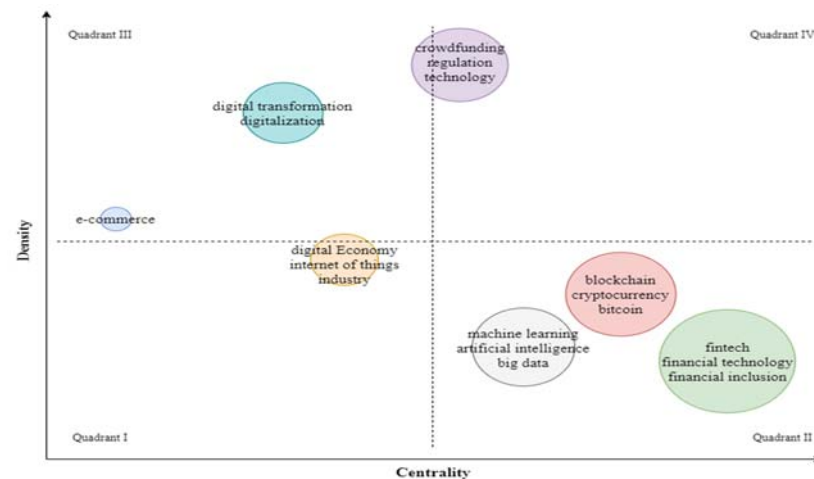 Quadrant III
Quadrant IV
crowdfunding
regulation
technology
digital transformation
digitalization
e-commerce
digital Economy
internet of things
industry
blockchain
cryptocurrency
bitcoin
machine learning
artificial intelligence
big data
fintech
financial technology
financial inclusion
Quadrant I
Quadrant II
Density
Centrality